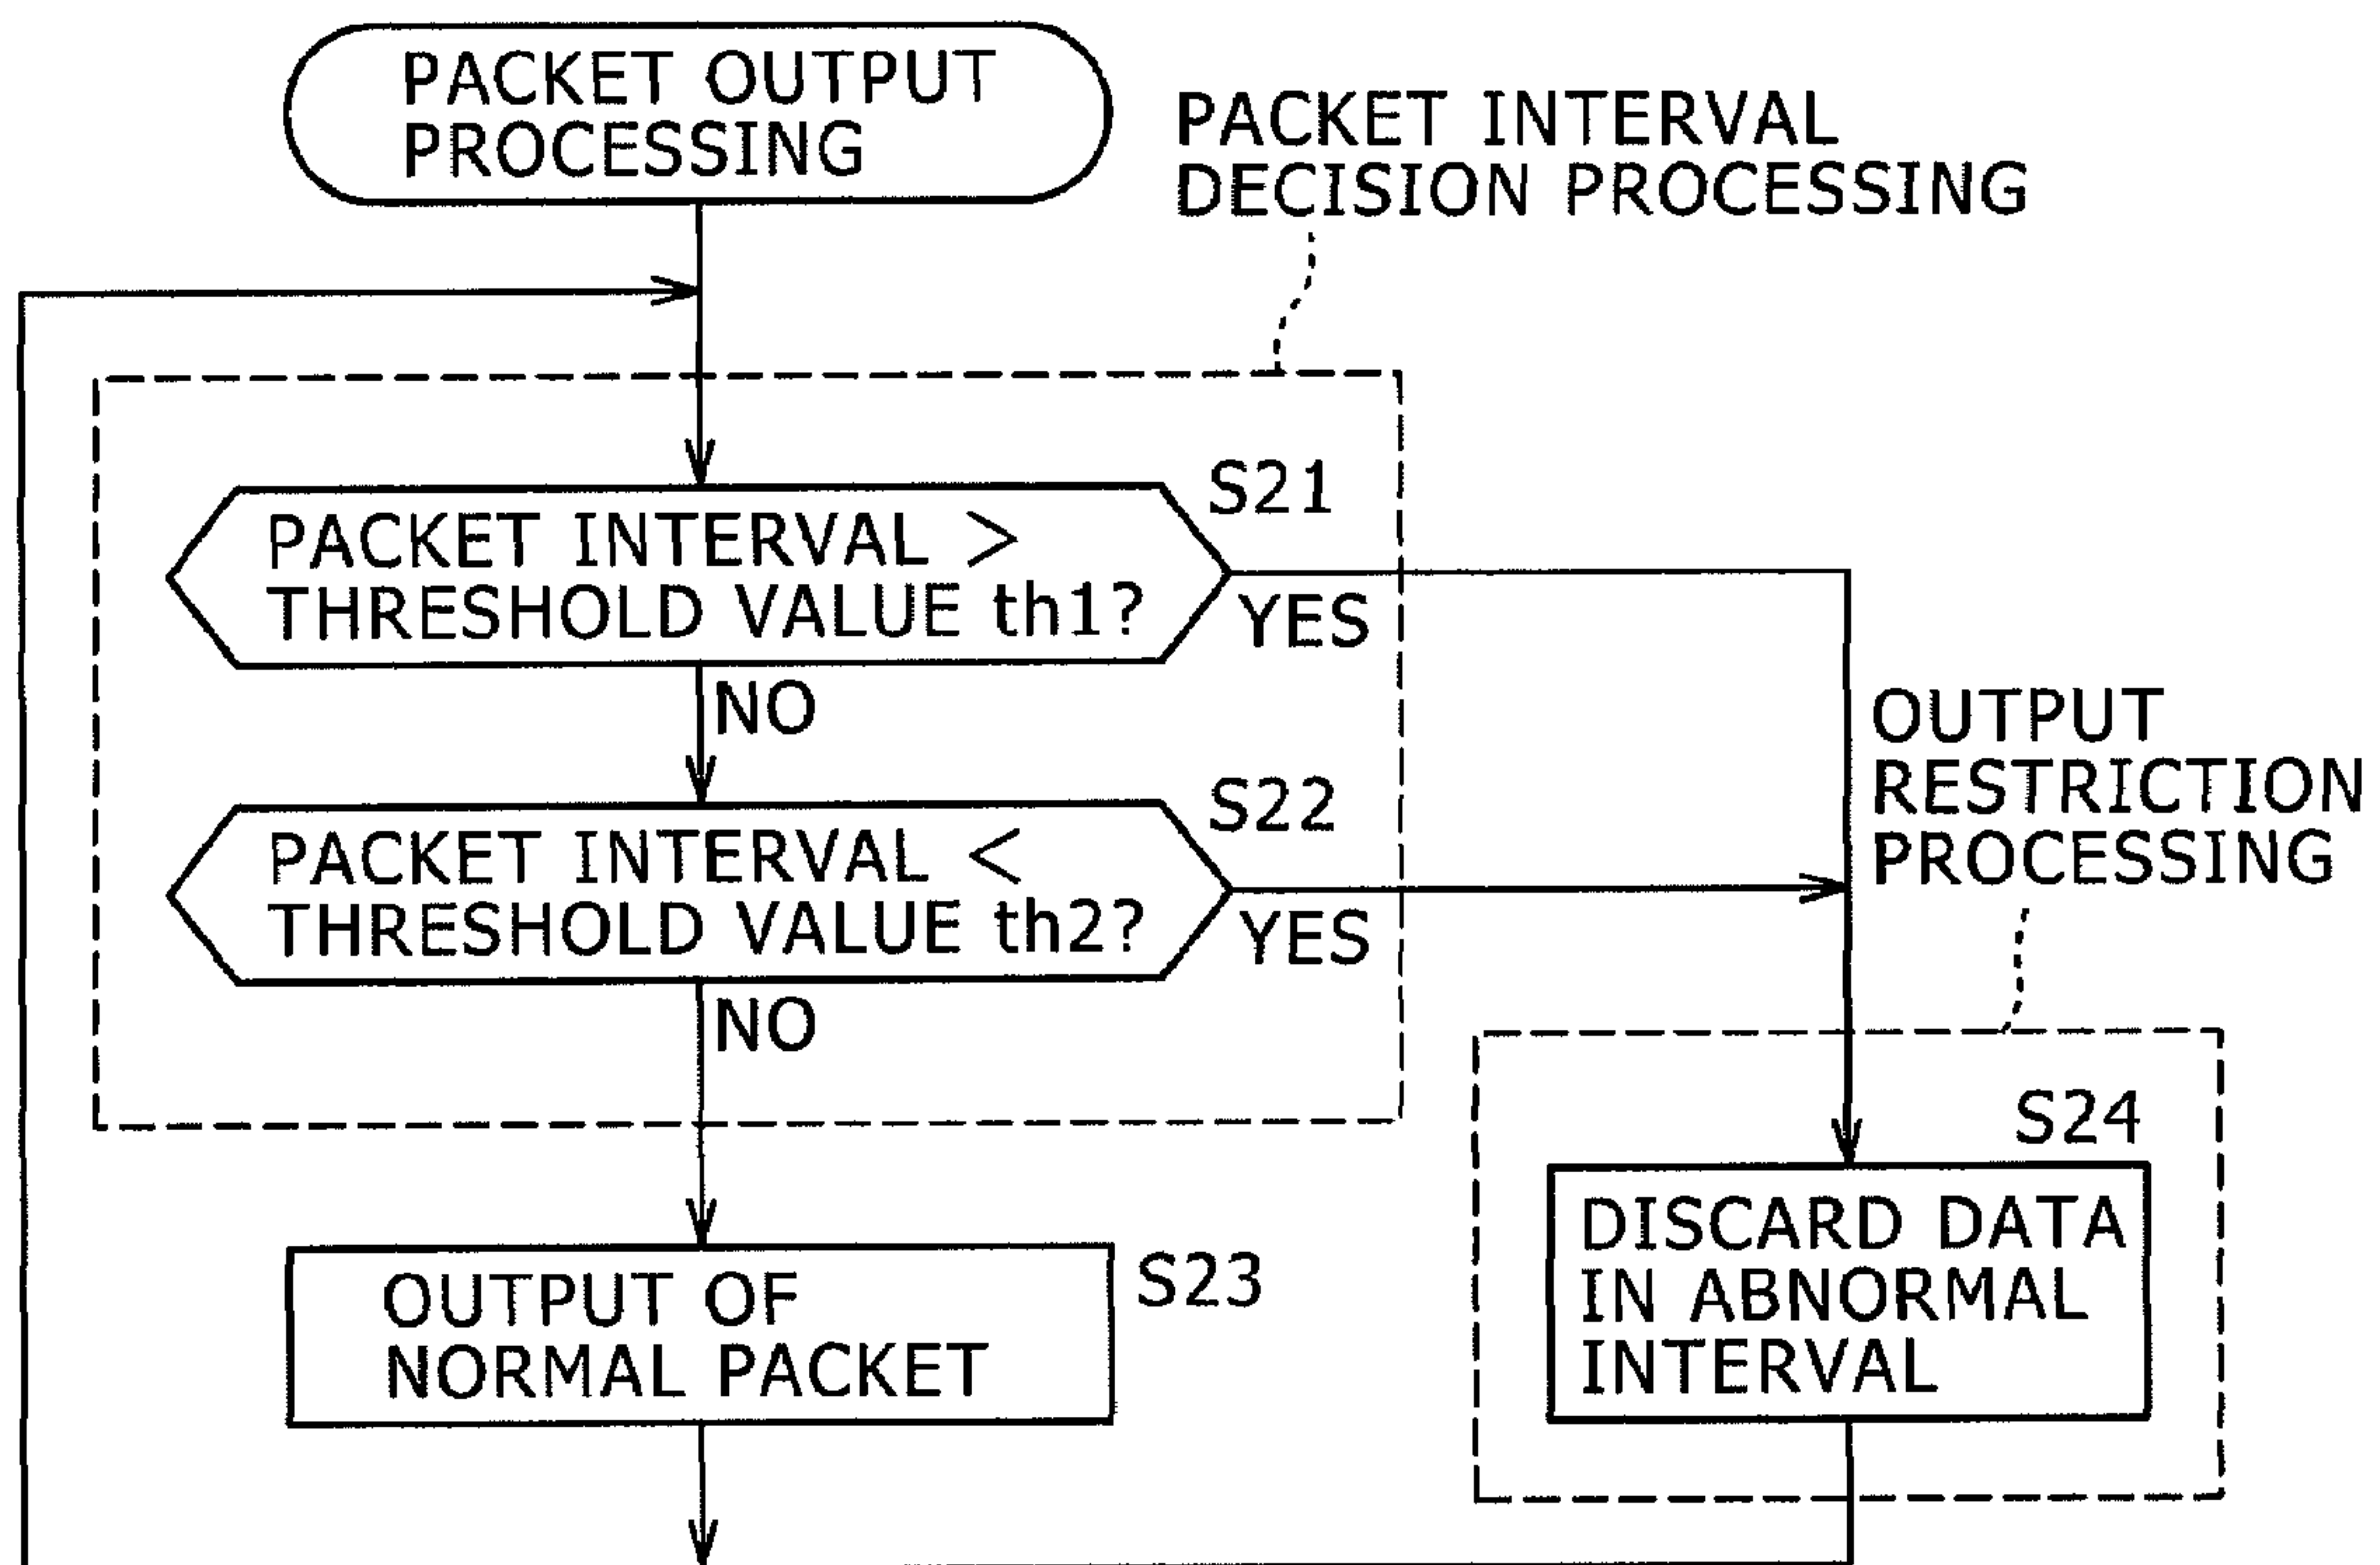 PACKET OUTPUT
PROCESSING
PACKET INTERVAL
DECISION PROCESSING
S21
PACKET INTERVAL >
THRESHOLD VALUE th1?
YES
NO
OUTPUT
RESTRICTION
PROCESSING
S22
PACKET INTERVAL <
THRESHOLD VALUE th2?
YES
NO
S24
DISCARD DATA
IN ABNORMAL
INTERVAL
S23
OUTPUT OF
NORMAL PACKET